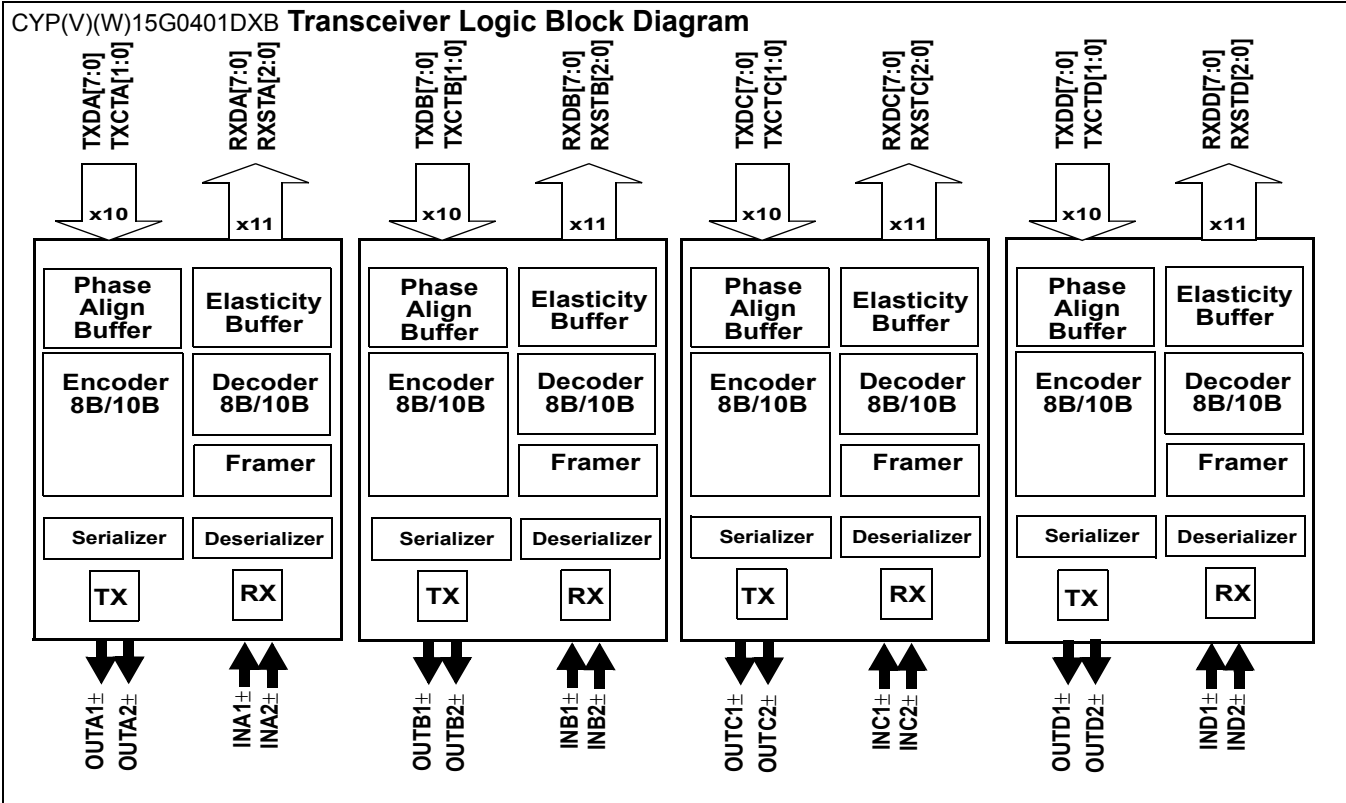 CYP(V)(W)15G0401DXB Transceiver Logic Block Diagram
TXDA[7:0]
TXCTA[1:0]
RXDA[7:0]
RXSTA[2:0]
TXDB[7:0]
TXCTB[1:0]
RXDB[7:0]
RXSTB[2:0]
TXDC[7:0]
TXCTC[1:0]
RXDC[7:0]
RXSTC[2:0]
TXDD[7:0]
TXCTD[1:0]
RXDD[7:0]
RXSTD[2:0]
x10
x11
x10
x11
x10
x11
x10
x11
Phase
Align
Buffer
Elasticity
Buffer
Encoder
8B/10B
Decoder
8B/10B
Framer
Serializer
Deserializer
TX
RX
Phase
Align
Buffer
Elasticity
Buffer
Encoder
8B/10B
Decoder
8B/10B
Framer
Serializer
Deserializer
TX
RX
Phase
Align
Buffer
Elasticity
Buffer
Encoder
8B/10B
Decoder
8B/10B
Framer
Serializer
Deserializer
TX
RX
Phase
Align
Buffer
Elasticity
Buffer
Encoder
8B/10B
Decoder
8B/10B
Framer
Serializer
Deserializer
TX
RX
OUTA1±
OUTA2±
INA1±
INA2±
OUTB1±
OUTB2±
INB1±
INB2±
OUTC1±
OUTC2±
INC1±
INC2±
OUTD1±
OUTD2±
IND1±
IND2±